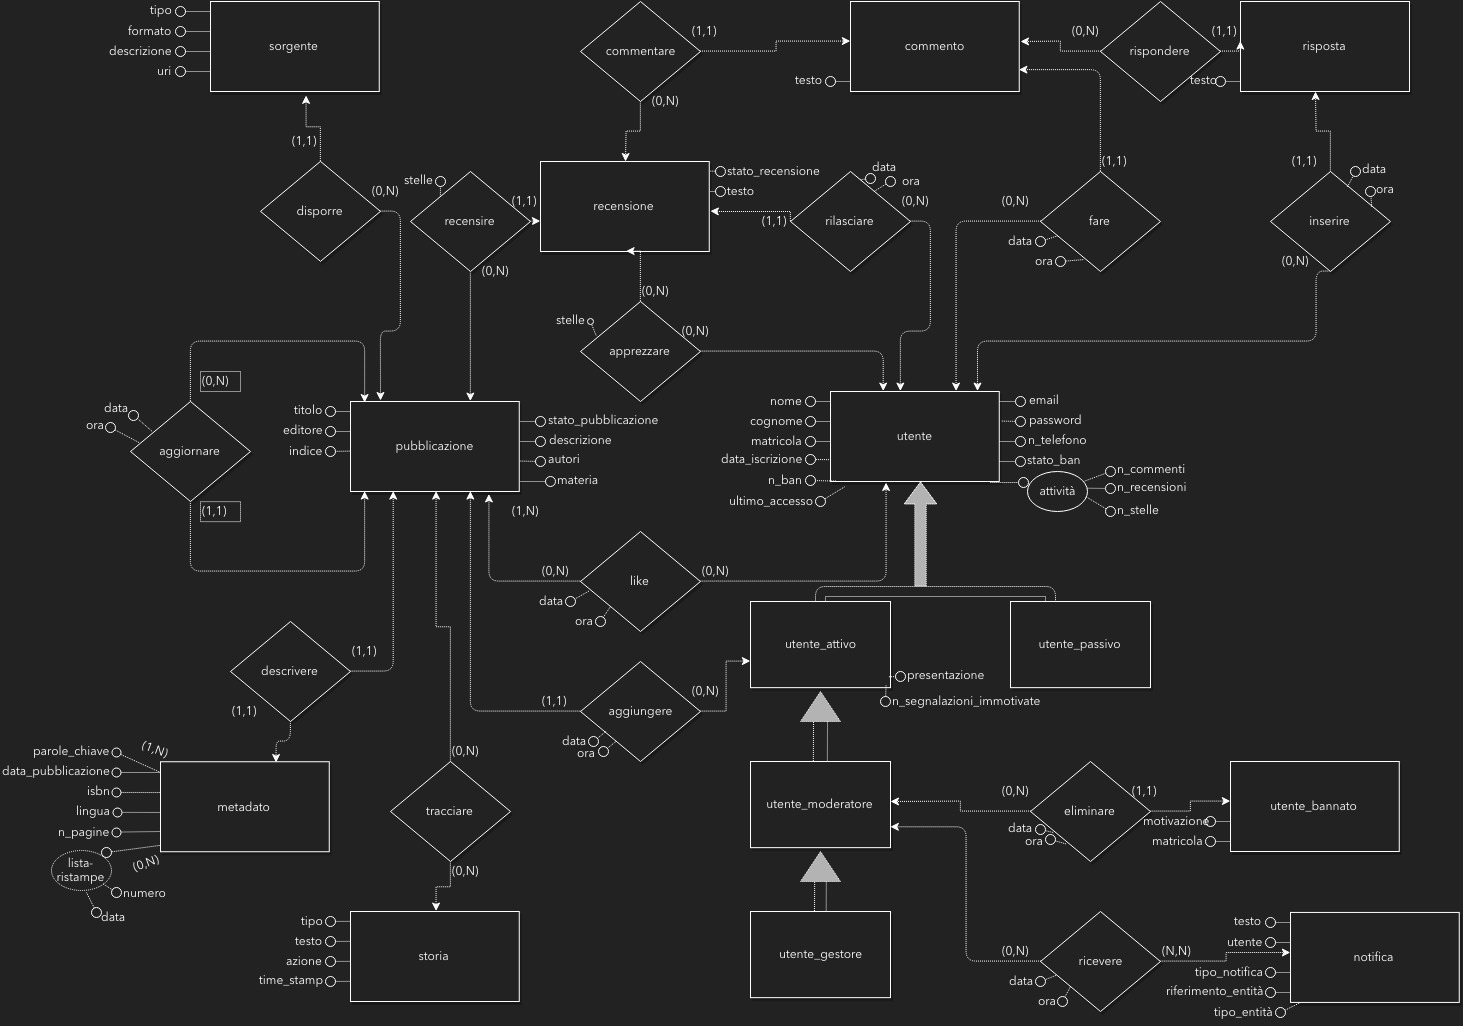 tipo
formato
descrizione
uri
sorgente
commentare
(1,1)
(0,N)
commento
testo
(0,N)
rispondere
(1,1)
testo
risposta
(1,1)
disporre
(0,N)
stelle
recensire
(1,1)
(0,N)
recensione
stato_recensione
testo
(1,1)
rilasciare
data
ora
(0,N)
(0,N)
fare
(1,1)
data
ora
(1,1)
data
ora
inserire
(0,N)
(0,N)
stelle
apprezzare
(0,N)
(0,N)
data
ora
aggiornare
(1,1)
titolo
editore
indice
pubblicazione
stato_pubblicazione
descrizione
autori
materia
(1,N)
nome
cognome
matricola
data_iscrizione
n_ban
ultimo_accesso
utente
email
password
n_telefono
stato_ban
attività
n_commenti
n_recensioni
n_stelle
(0,N)
like
(0,N)
data
ora
utente_attivo
presentazione
n_segnalazioni_immotivate
utente_passivo
(1,1)
descrivere
(1,1)
(1,1)
aggiungere
(0,N)
data
ora
parole_chiave
(1,N)
data_pubblicazione
isbn
lingua
n_pagine
lista-
ristampe
(0,N)
numero
data
metadato
(0,N)
tracciare
(0,N)
utente_moderatore
(0,N)
eliminare
(1,1)
data
ora
motivazione
matricola
utente_bannato
tipo
testo
azione
time_stamp
storia
utente_gestore
(0,N)
ricevere
(N,N)
data
ora
testo
utente
tipo_notifica
riferimento_entità
tipo_entità
notifica